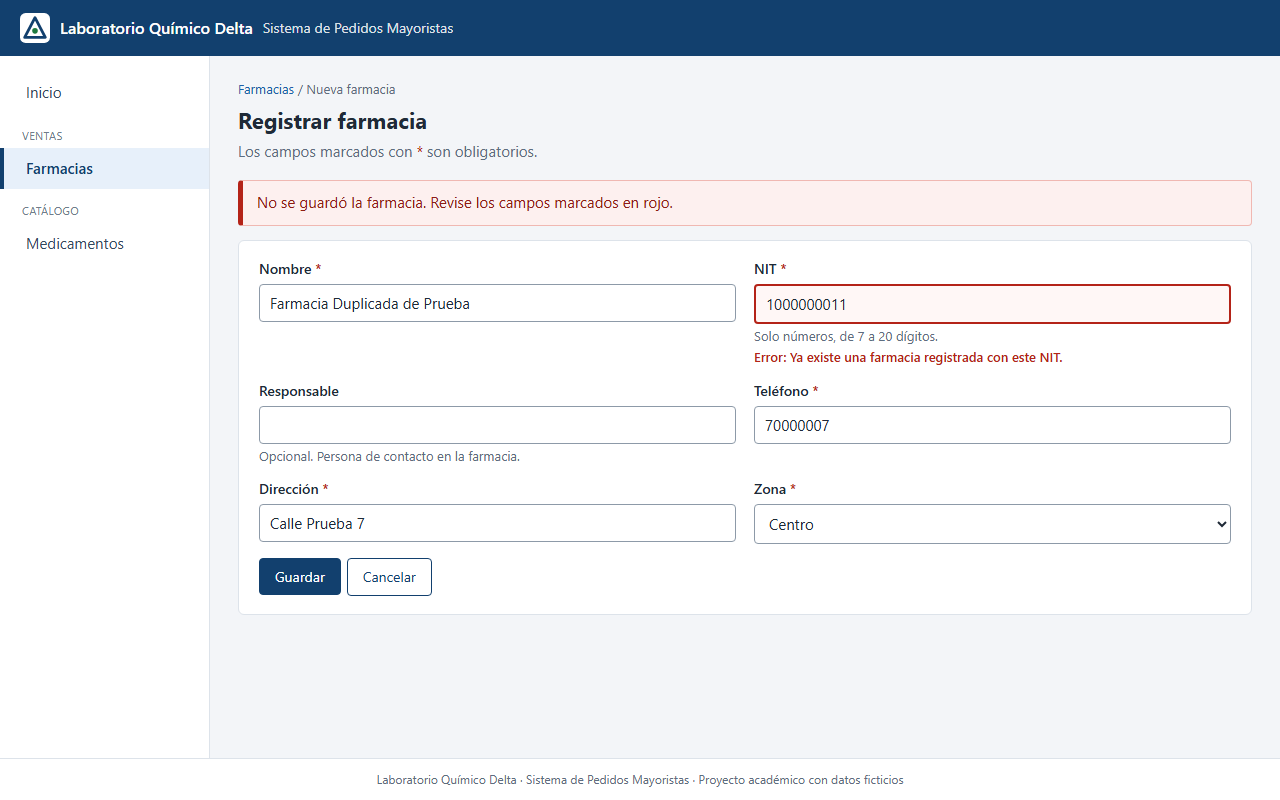 Laboratorio Químico Delta Sistema de Pedidos Mayoristas
Inicio
VENTAS
Farmacias
CATÁLOGO
Medicamentos
Farmacias / Nueva farmacia
Registrar farmacia
Los campos marcados con * son obligatorios.
No se guardó la farmacia. Revise los campos marcados en rojo.
Nombre *
Farmacia Duplicada de Prueba
NIT *
1000000011
Solo números, de 7 a 20 dígitos.
Error: Ya existe una farmacia registrada con este NIT.
Responsable
Opcional. Persona de contacto en la farmacia.
Teléfono *
70000007
Dirección *
Calle Prueba 7
Zona *
Centro
Guardar
Cancelar
Laboratorio Químico Delta · Sistema de Pedidos Mayoristas · Proyecto académico con datos ficticios